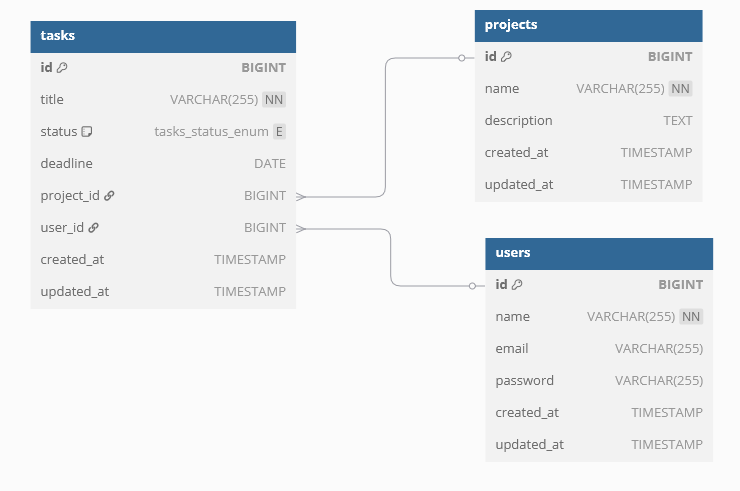 tasks
id BIGINT
title VARCHAR(255) NN
status tasks_status_enum E
deadline DATE
project_id BIGINT
user_id BIGINT
created_at TIMESTAMP
updated_at TIMESTAMP
projects
id BIGINT
name VARCHAR(255) NN
description TEXT
created_at TIMESTAMP
updated_at TIMESTAMP
users
id BIGINT
name VARCHAR(255) NN
email VARCHAR(255)
password VARCHAR(255)
created_at TIMESTAMP
updated_at TIMESTAMP